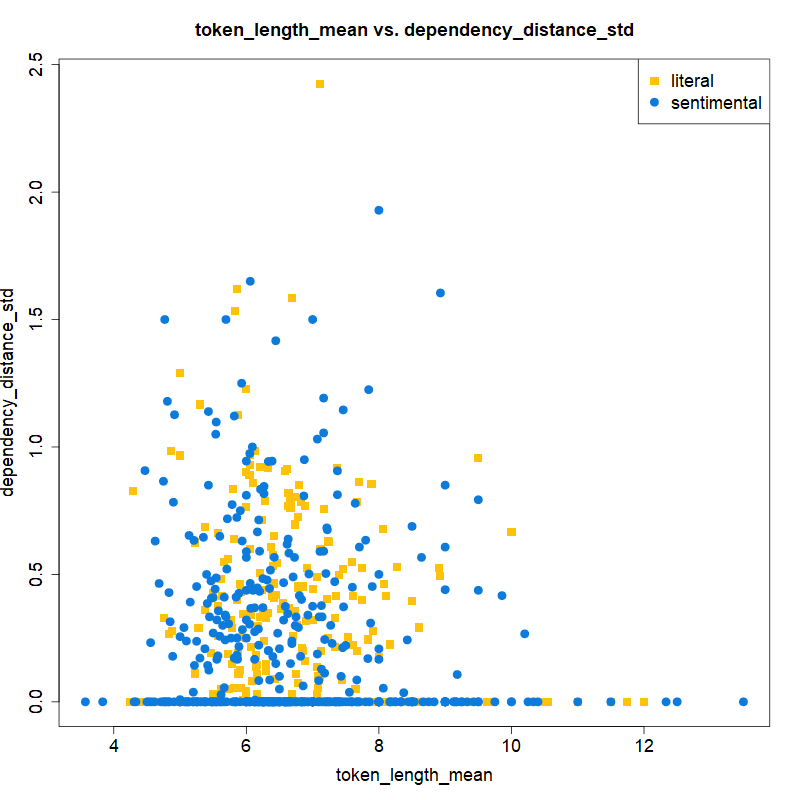 token_length_mean vs. dependency_distance_std
literal
sentimental
dependency_distance_std
2.5
2.0
1.5
1.0
0.5
0.0
4 6 8 10 12
token_length_mean